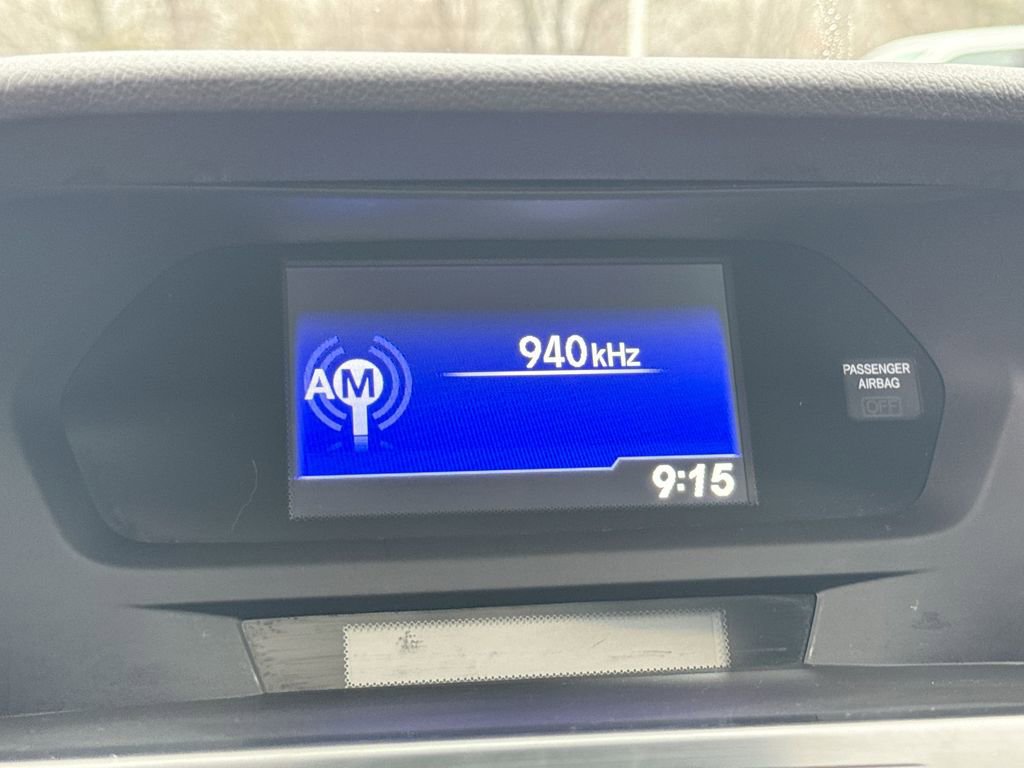 940kHz
AM
PASSENGER
AIRBAG
OFF
9:15